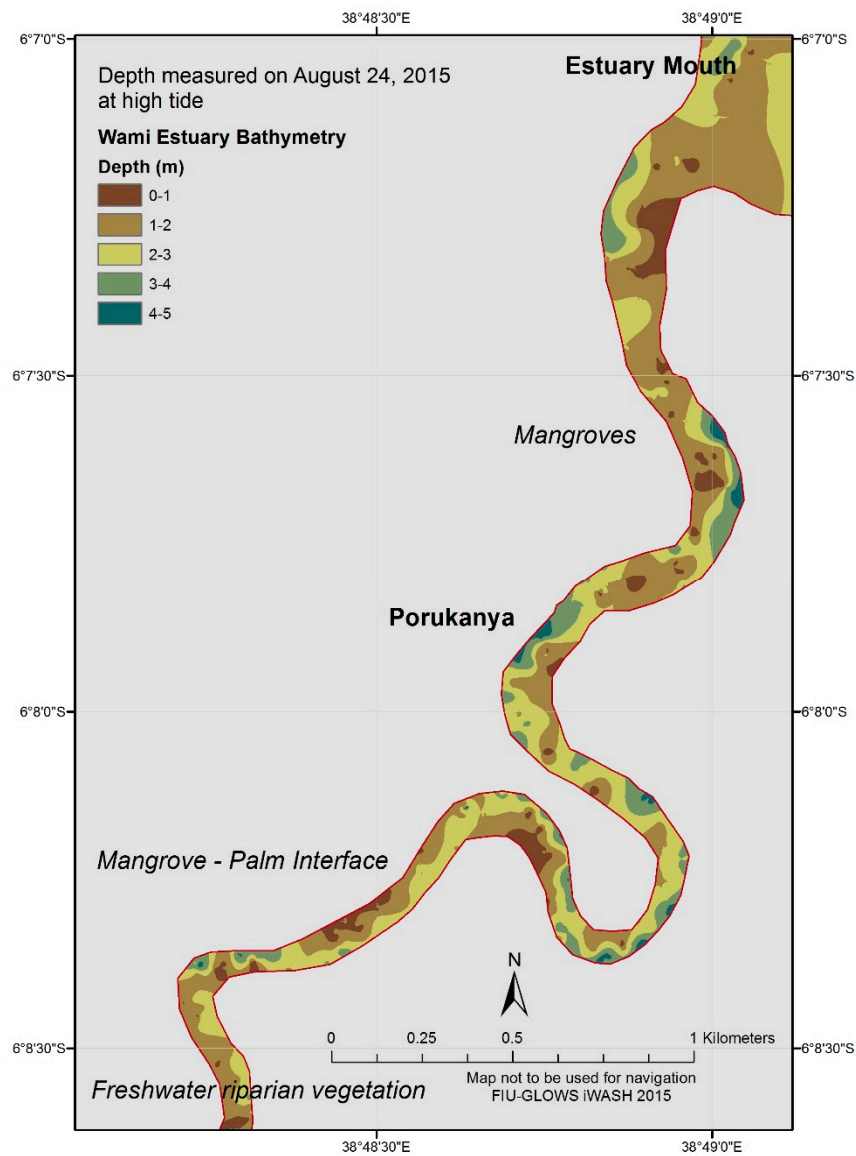 38°48'30"E
38°49'0"E
6°7'0"S
6°7'0"S
Estuary Mouth
Depth measured on August 24, 2015
at high tide
Wami Estuary Bathymetry
Depth (m)
0-1
1-2
2-3
3-4
4-5
6°7'30"S
6°7'30"S
Mangroves
Porukanya
6°8'0"S
6°8'0"S
Mangrove - Palm Interface
N
0
0.25
0.5
1 Kilometers
6°8'30"S
6°8'30"S
Map not to be used for navigation
FIU-GLOWS iWASH 2015
Freshwater riparian vegetation
38°48'30"E
38°49'0"E